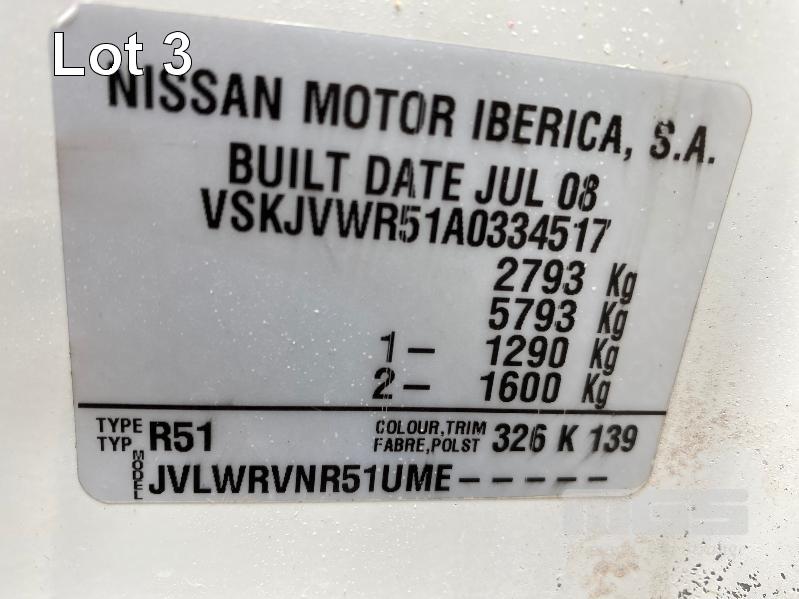 Lot 3
NISSAN MOTOR IBERICA, S.A.
BUILT DATE JUL 08
VSKJVWR51A0334517
2793 Kg
5793 Kg
1 - 1290 Kg
2 - 1600 Kg
TYPE
TYP R51
COLOUR,TRIM
FABRE,POLST 326 K 139
MODEL JVLWRVNR51UME-----